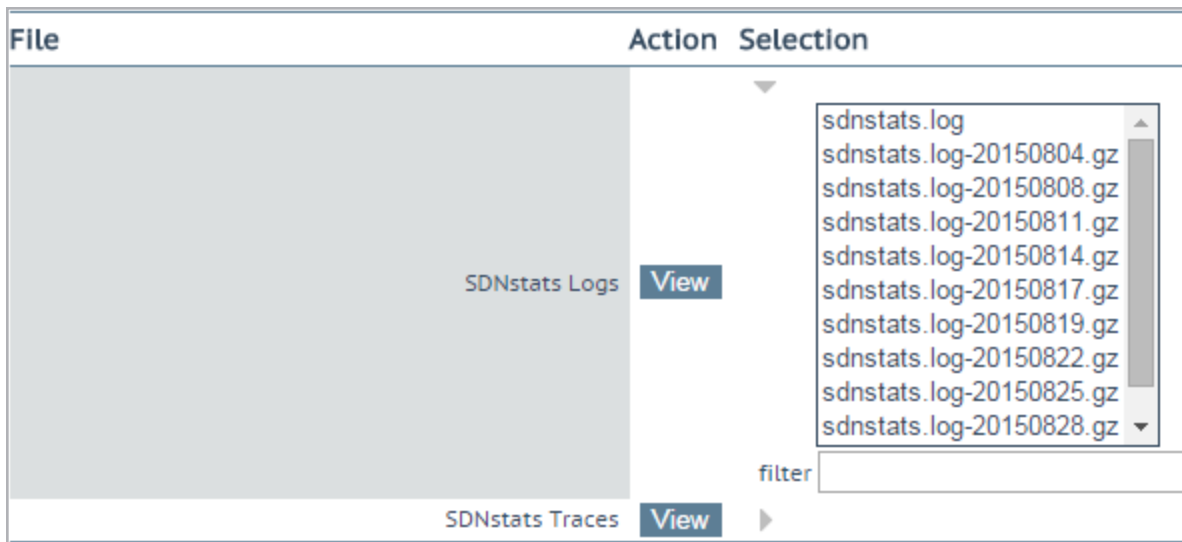 File Action Selection
sdnstats.log
sdnstats.log-20150804.gz
sdnstats.log-20150808.gz
sdnstats.log-20150811.gz
sdnstats.log-20150814.gz
SDNstats Logs View sdnstats.log-20150817.gz
sdnstats.log-20150819.gz
sdnstats.log-20150822.gz
sdnstats.log-20150825.gz
sdnstats.log-20150828.gz
filter
SDNstats Traces View